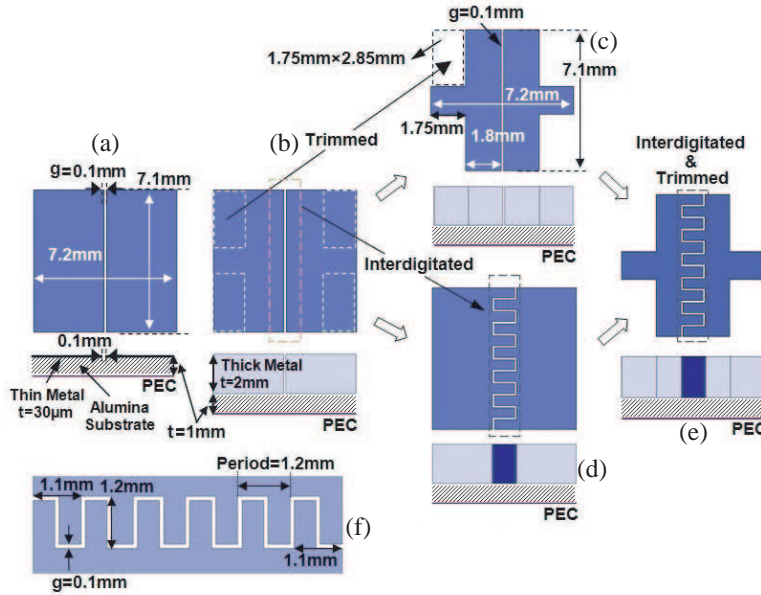 g=0.1mm
(c)
1.75mm×2.85mm
7.1mm
7.2mm
1.75mm
1.8mm
(a)
(b)
Trimmed
g=0.1mm
7.1mm
Interdigitated
&
Trimmed
7.2mm
Interdigitated
PEC
0.1mm
PEC
Thin Metal
t=30μm
Alumina
Substrate
Thick Metal
t=2mm
PEC
t=1mm
PEC
(e)
(d)
PEC
Period=1.2mm
1.1mm
1.2mm
(f)
1.1mm
g=0.1mm